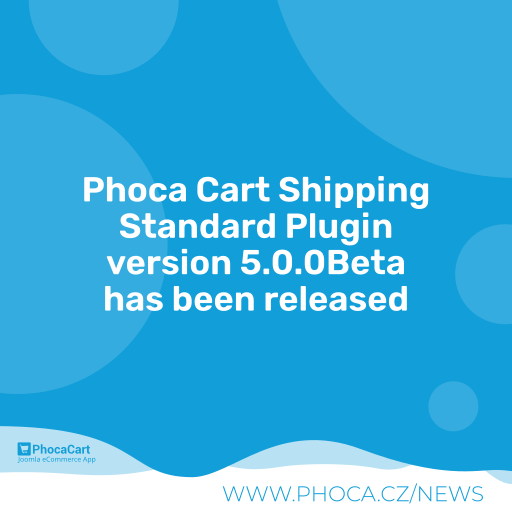 Phoca Cart Shipping
Standard Plugin
version 5.0.0Beta
has been released
PhocaCart
Joomla eCommerce App
WWW.PHOCA.CZ/NEWS